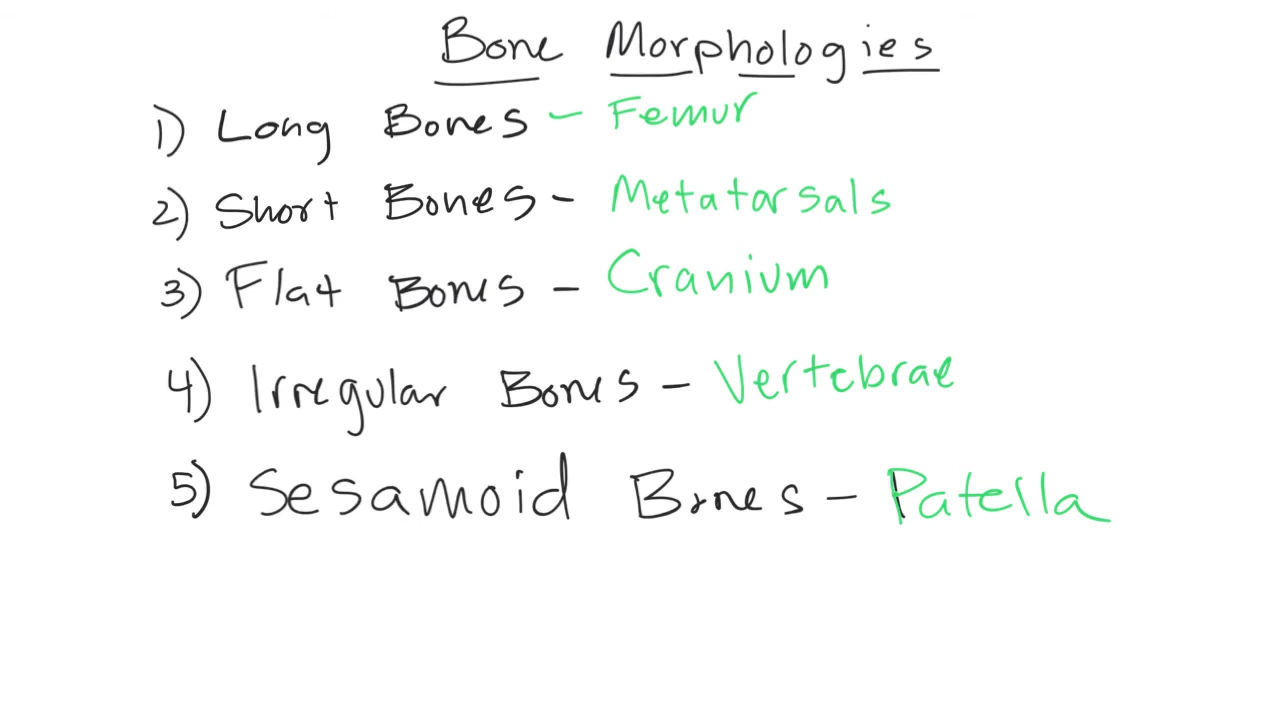 Bone Morphologies
1) Long Bones - Femur
2) Short Bones - Metatarsals
3) Flat Bones - Cranium
4) Irregular Bones - Vertebrae
5) Sesamoid Bones - Patella